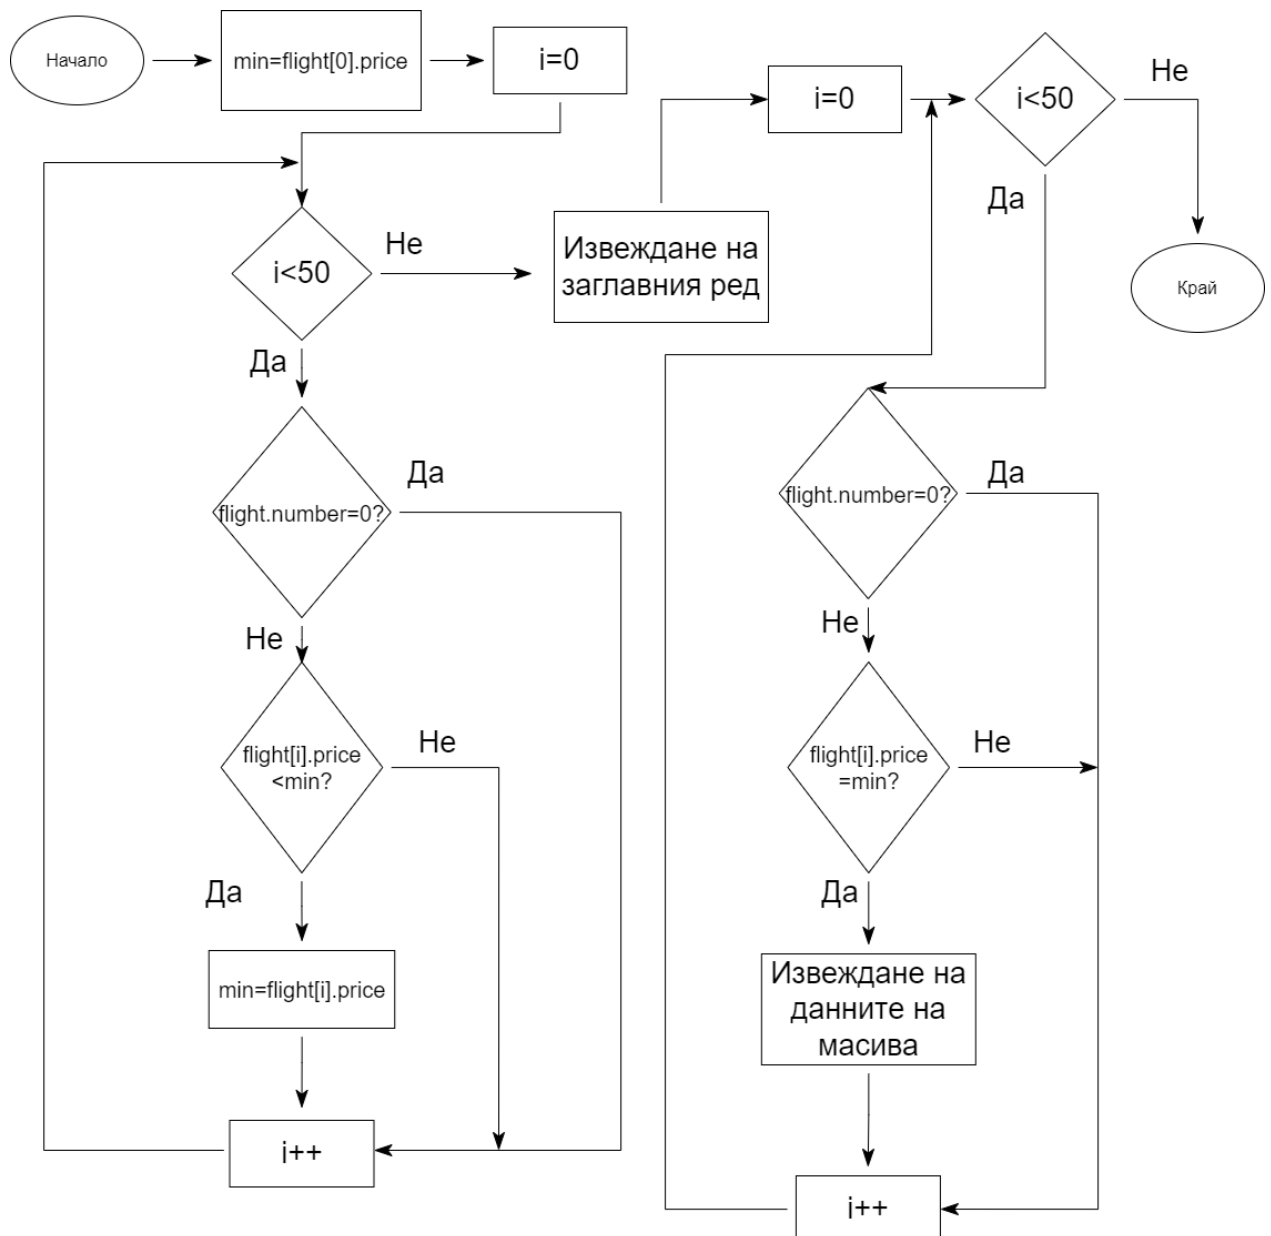 Начало
min=flight[0].price
i=0
i<50
Не
Да
flight.number=0?
Да
Не
flight[i].price
<min?
Не
Да
min=flight[i].price
i++
Извеждане на
заглавния ред
i=0
i<50
Не
Край
Да
flight.number=0?
Да
Не
flight[i].price
=min?
Не
Да
Извеждане на
данните на
масива
i++